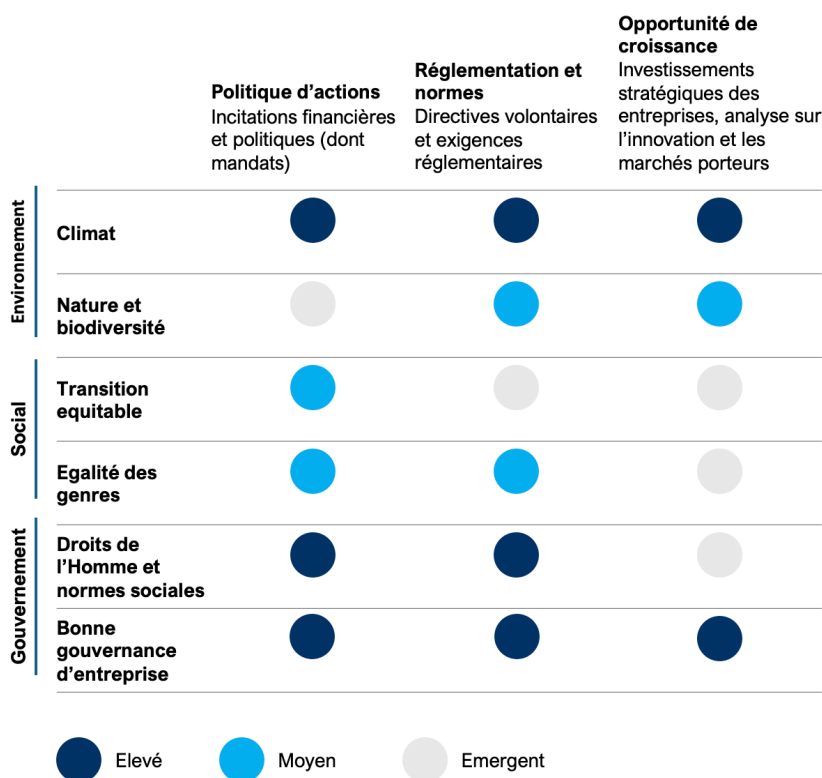 Politique d’actions
Incitations financières
et politiques (dont
mandats)
Réglementation et
normes
Directives volontaires
et exigences
réglementaires
Opportunité de
croissance
Investissements
stratégiques des
entreprises, analyse sur
l’innovation et les
marchés porteurs
Environnement
Climat
Nature et
biodiversité
Social
Transition
equitable
Egalité des
genres
Gouvernement
Droits de
l’Homme et
normes sociales
Bonne
gouvernance
d’entreprise
Elevé
Moyen
Emergent